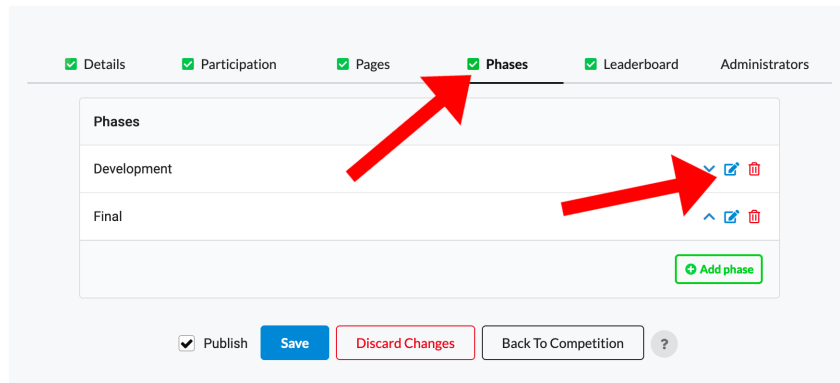 Details Participation Pages Phases Leaderboard Administrators
Phases
Development
Final
Add phase
Publish Save Discard Changes Back To Competition ?